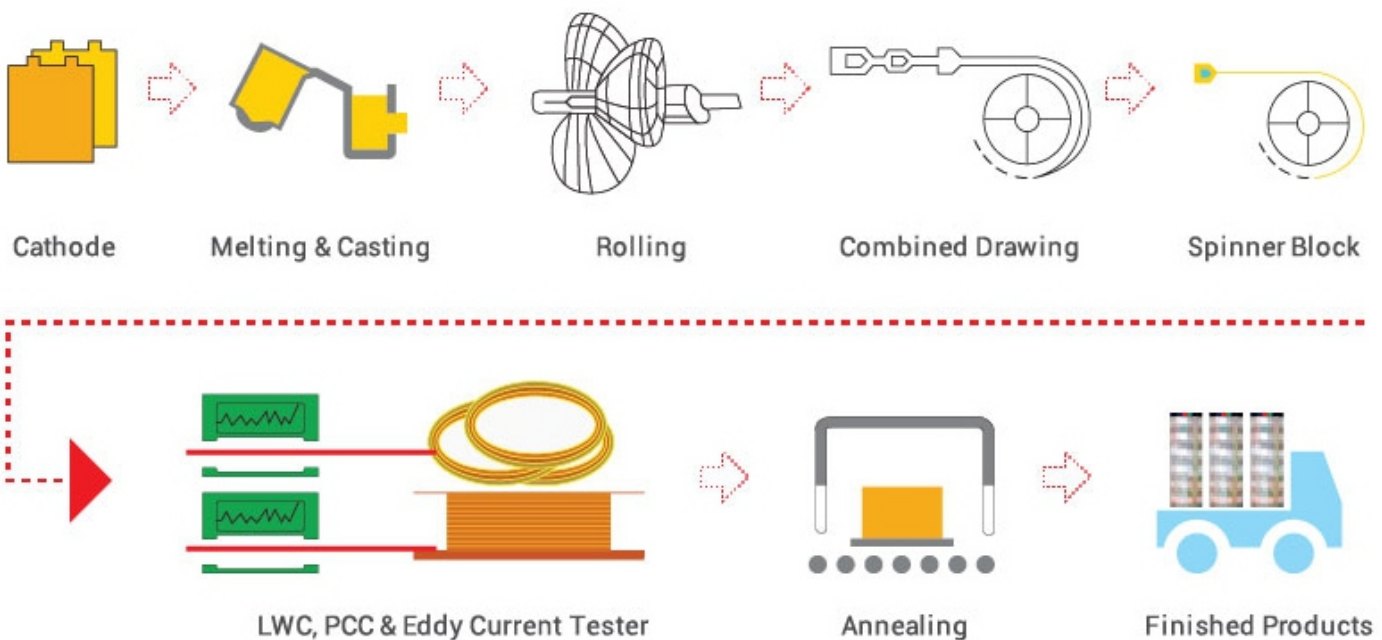 Cathode
Melting & Casting
Rolling
Combined Drawing
Spinner Block
LWC, PCC & Eddy Current Tester
Annealing
Finished Products